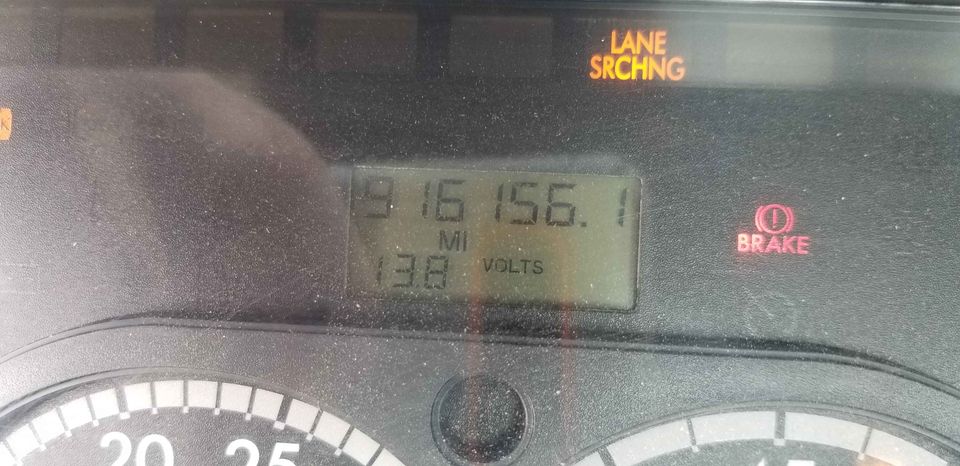 LANE
SRCHNG
K
916156.1
MI
BRAKE
13.8 VOLTS
20
25